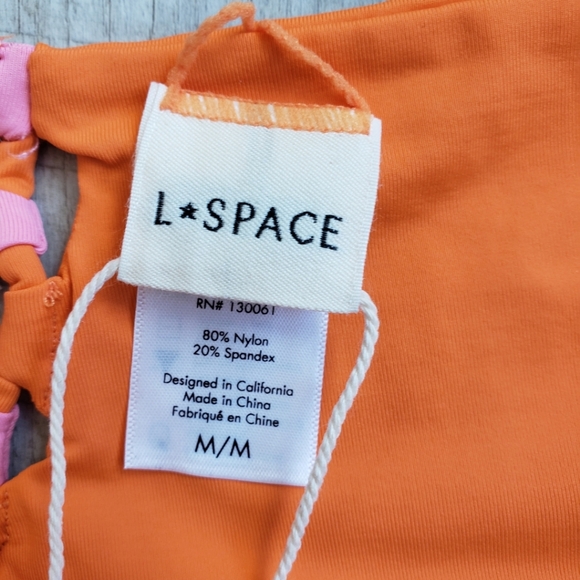 L★SPACE
RN# 130061
80% Nylon
20% Spandex
Designed in California
Made in China
Fabriqué en Chine
M/M